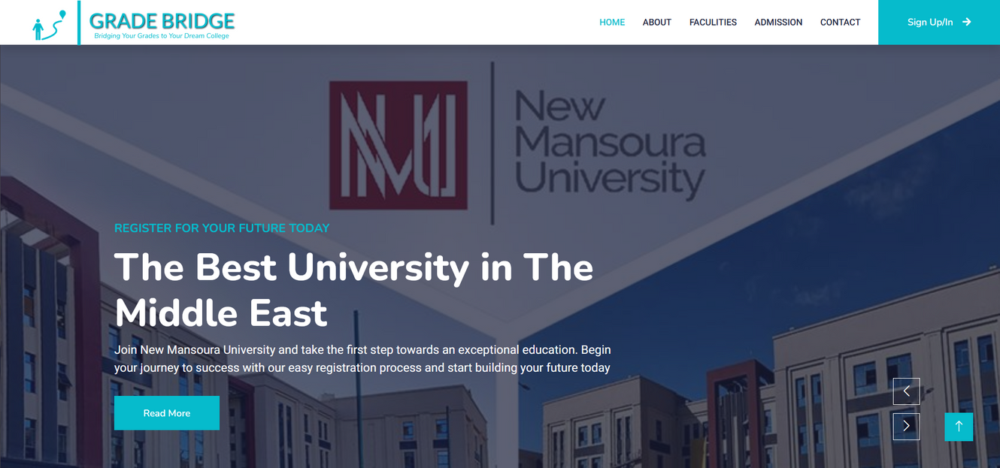 GRADE BRIDGE
Bridging Your Grades to Your Dream College
HOME ABOUT FACULITIES ADMISSION CONTACT Sign Up/In
NMU
New
Mansoura
University
REGISTER FOR YOUR FUTURE TODAY
The Best University in The
Middle East
Join New Mansoura University and take the first step towards an exceptional education. Begin
your journey to success with our easy registration process and start building your future today
Read More